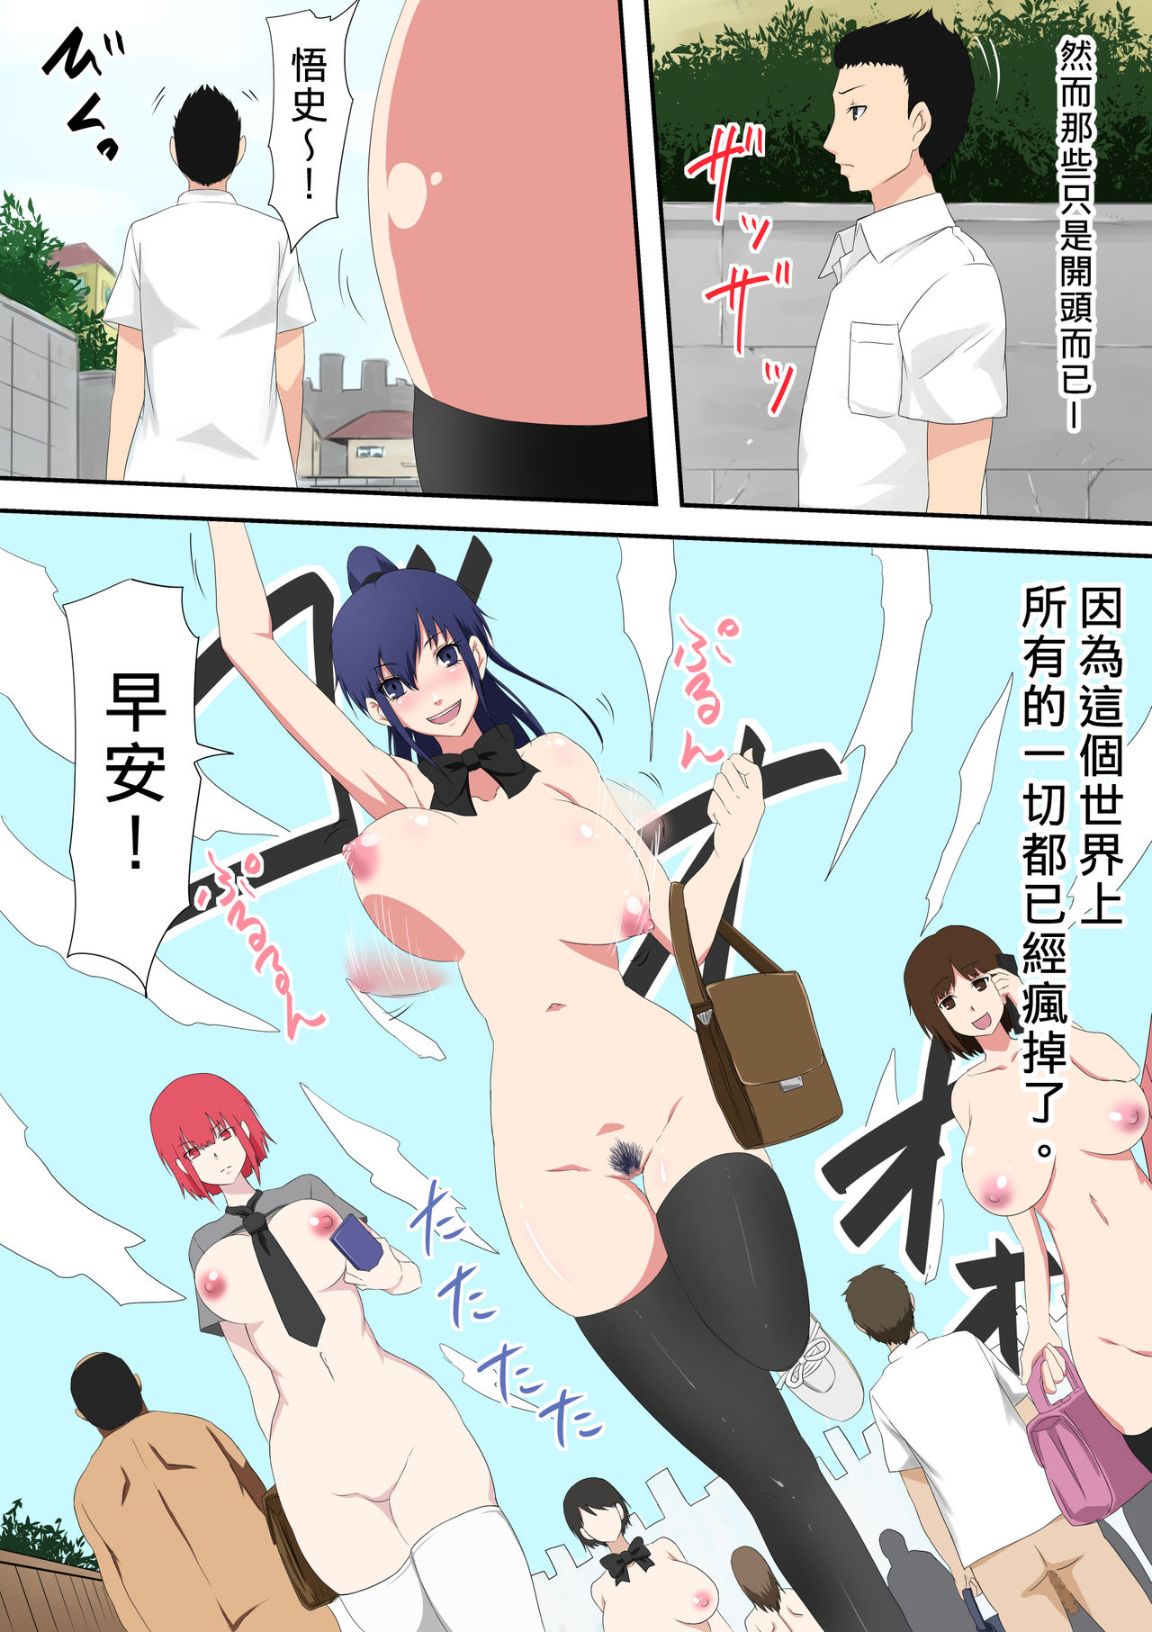 然而那些只是開頭而已ー
ザッザッ
悟史～！
びくっ
因為這個世界上
所有的一切都已經瘋掉了。
早安！
ぷるん
ぷるるるん
たたたた